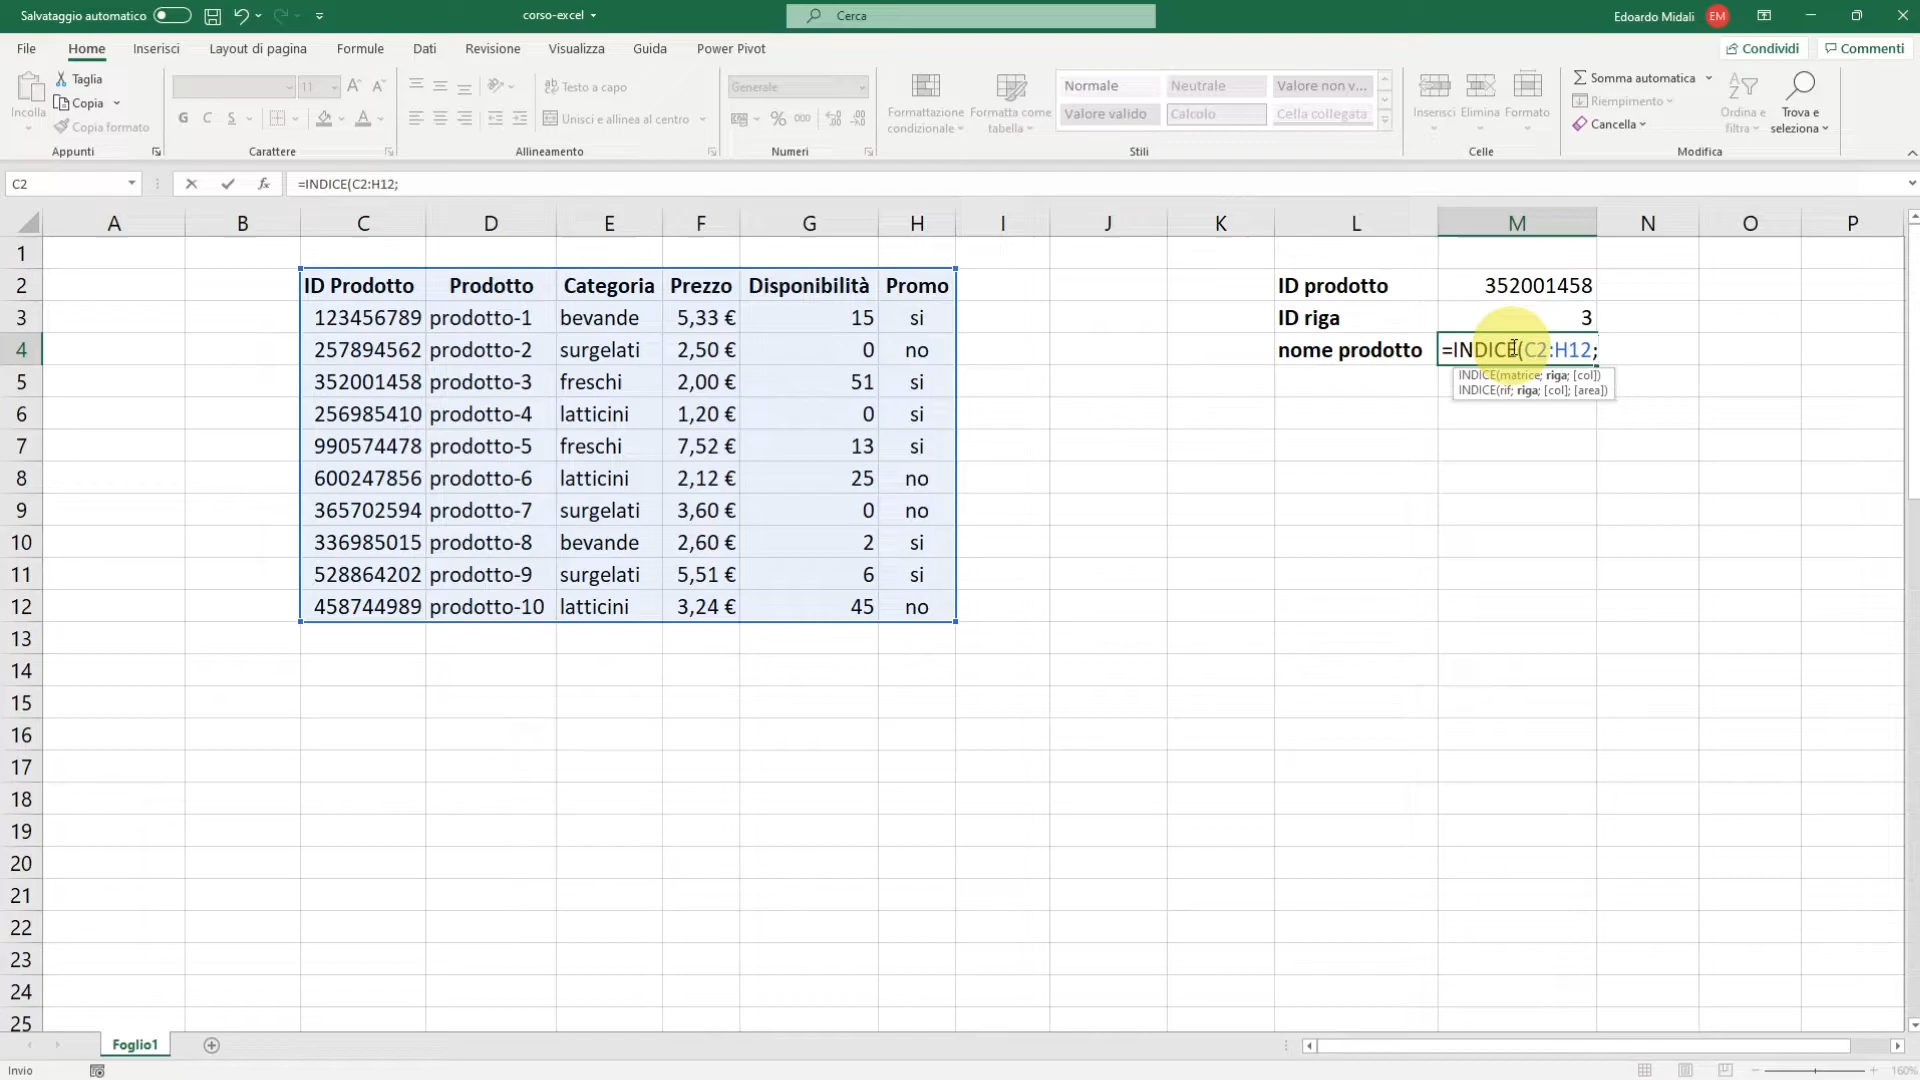 Salvataggio automatico
corso-excel
Cerca
Edoardo Midali EM
File Home Inserisci Layout di pagina Formule Dati Revisione Visualizza Guida Power Pivot Condividi Commenti
Incolla
Taglia
Copia
Copia formato
Appunti
11
G C S
Carattere
Testo a capo
Unisci e allinea al centro
Allineamento
Generale
% 000
Numeri
Formattazione condizionale
Formatta come tabella
Normale Neutrale Valore non v...
Valore valido Calcolo Cella collegata
Stili
Inserisci Elimina Formato
Celle
Somma automatica
Riempimento
Cancella
Ordina e filtra
Trova e seleziona
Modifica
C2 fx =INDICE(C2:H12;
A B C D E F G H I J K L M N O P
1
2 ID Prodotto Prodotto Categoria Prezzo Disponibilità Promo ID prodotto 352001458
3 123456789 prodotto-1 bevande 5,33 € 15 si ID riga 3
4 257894562 prodotto-2 surgelati 2,50 € 0 no nome prodotto =INDICE(C2:H12;
INDICE(matrice; riga; [col])
INDICE(rif; riga; [col]; [area])
5 352001458 prodotto-3 freschi 2,00 € 51 si
6 256985410 prodotto-4 latticini 1,20 € 0 si
7 990574478 prodotto-5 freschi 7,52 € 13 si
8 600247856 prodotto-6 latticini 2,12 € 25 no
9 365702594 prodotto-7 surgelati 3,60 € 0 no
10 336985015 prodotto-8 bevande 2,60 € 2 si
11 528864202 prodotto-9 surgelati 5,51 € 6 si
12 458744989 prodotto-10 latticini 3,24 € 45 no
13
14
15
16
17
18
19
20
21
22
23
24
25
Foglio1
Invio
160%